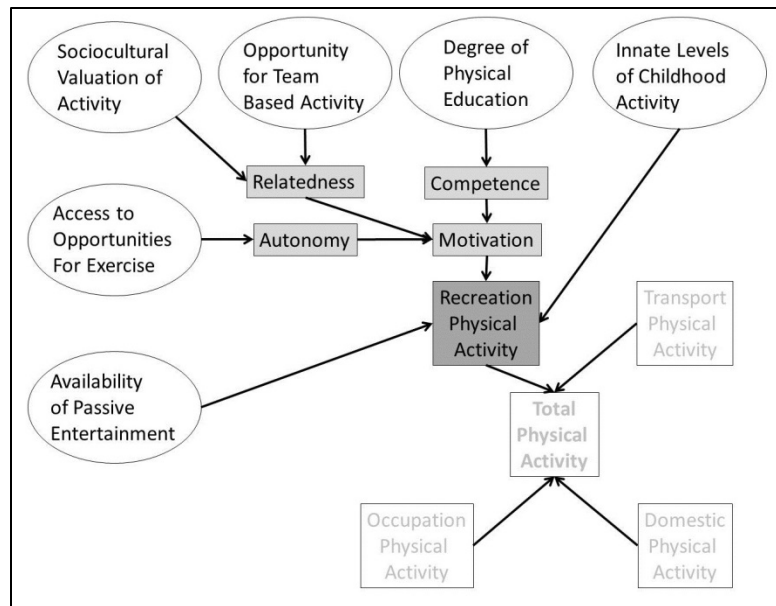 Sociocultural
Valuation of
Activity
Opportunity
for Team
Based Activity
Degree of
Physical
Education
Innate Levels
of Childhood
Activity
Relatedness
Competence
Access to
Opportunities
For Exercise
Autonomy
Motivation
Recreation
Physical
Activity
Transport
Physical
Activity
Availability
of Passive
Entertainment
Total
Physical
Activity
Occupation
Physical
Activity
Domestic
Physical
Activity